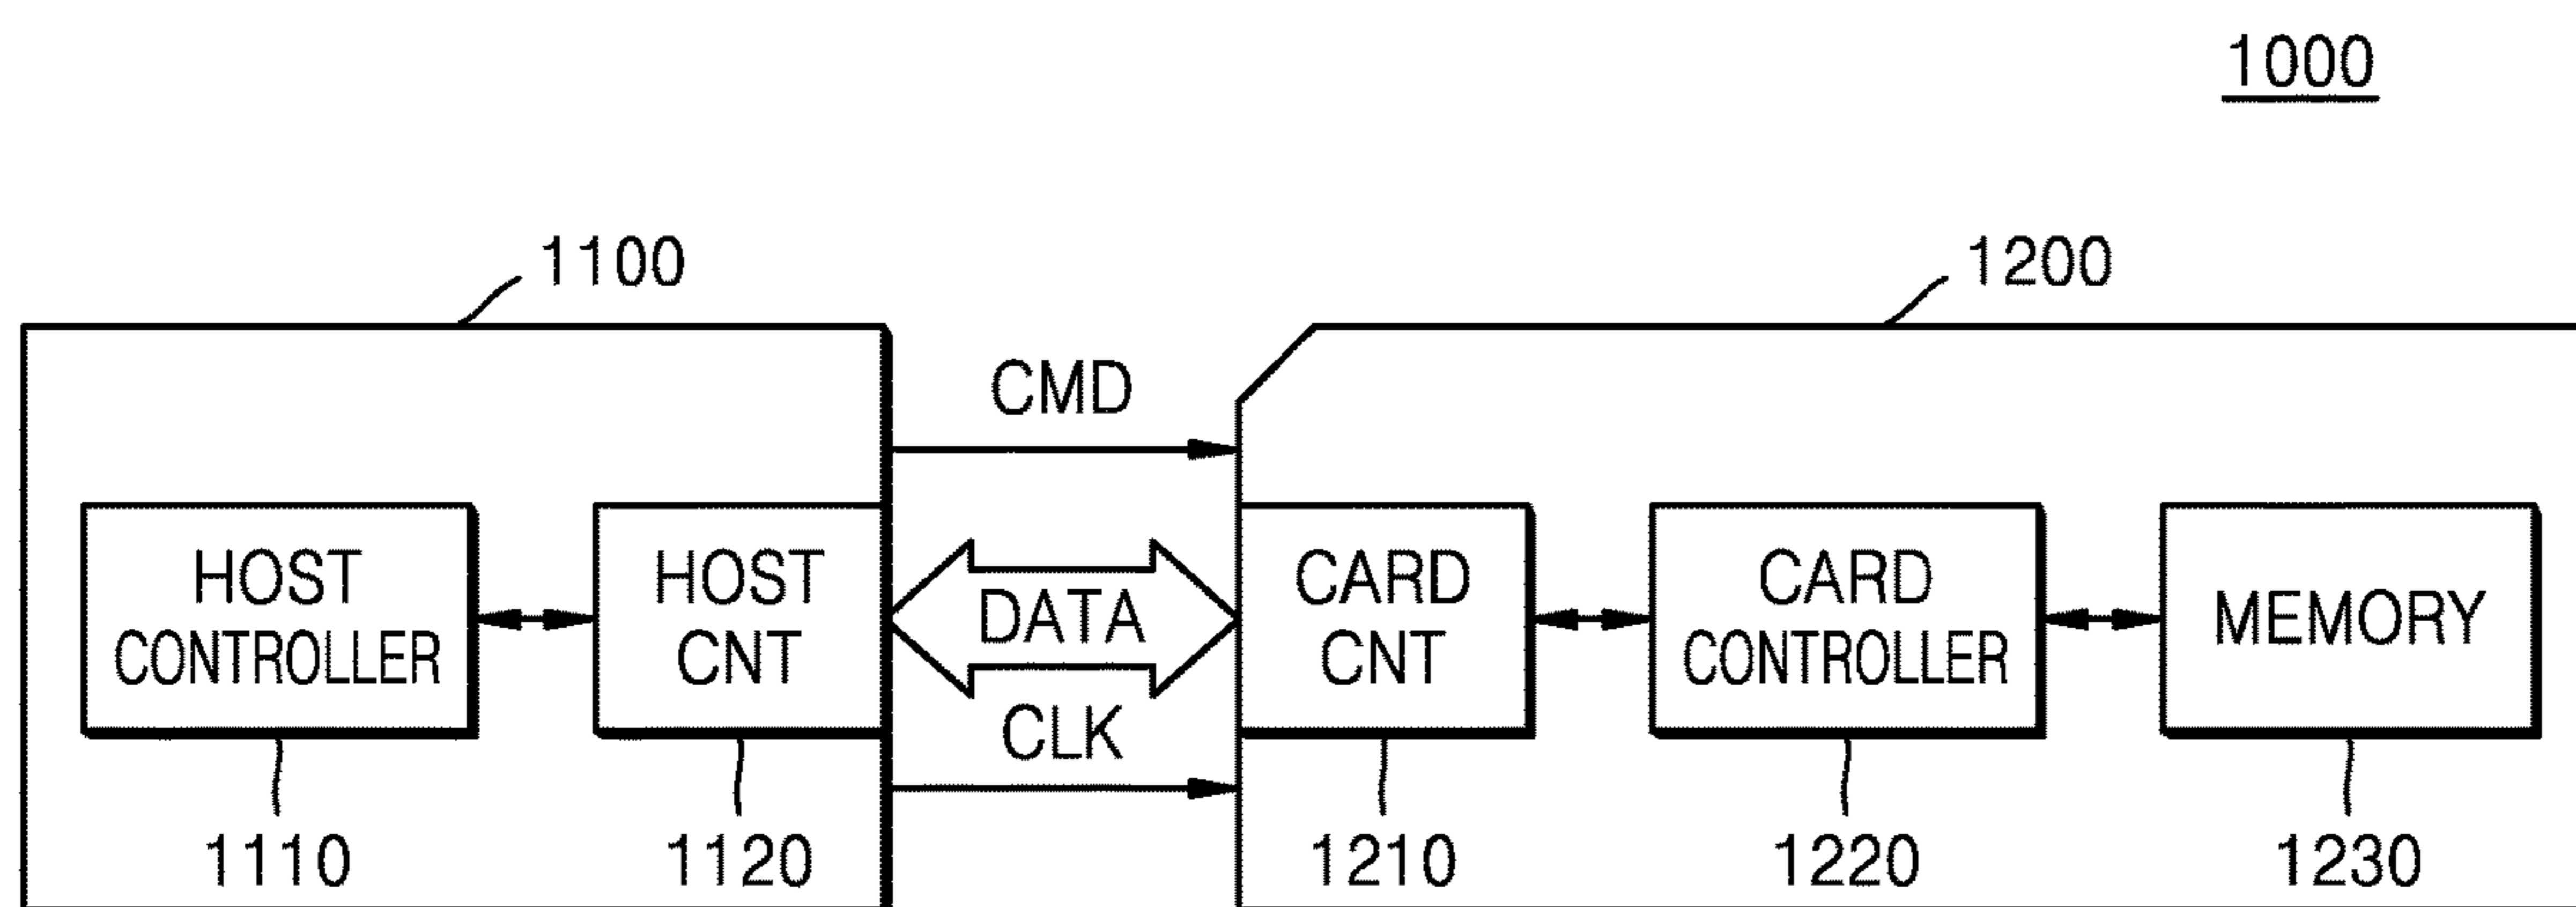 1000
1100
1200
CMD
HOST
CONTROLLER
HOST
CNT
DATA
CARD
CNT
CARD
CONTROLLER
MEMORY
CLK
1110
1120
1210
1220
1230